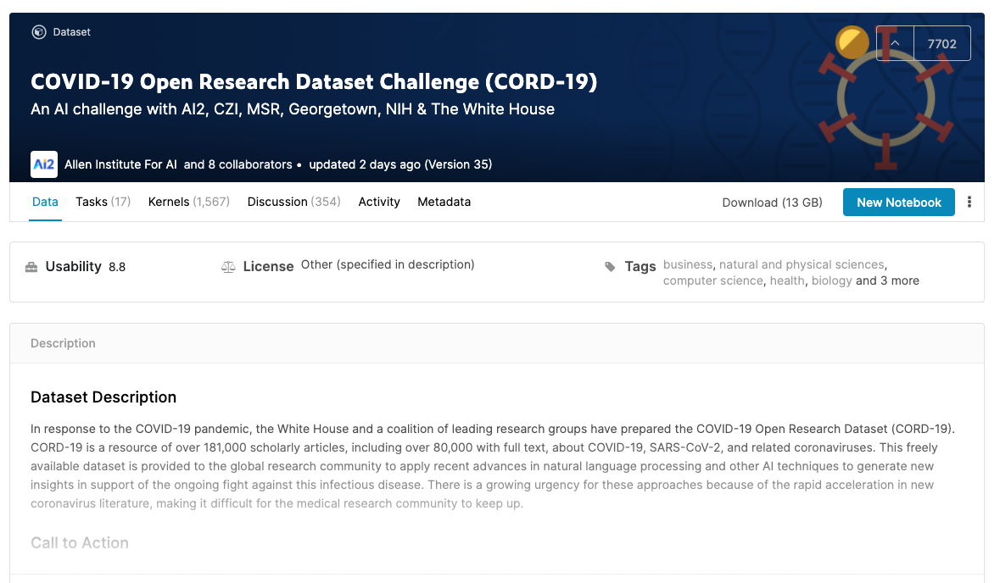 Dataset
7702
COVID-19 Open Research Dataset Challenge (CORD-19)
An AI challenge with AI2, CZI, MSR, Georgetown, NIH & The White House
Ai2 Allen Institute For AI and 8 collaborators • updated 2 days ago (Version 35)
Data Tasks (17) Kernels (1,567) Discussion (354) Activity Metadata Download (13 GB) New Notebook
Usability 8.8 License Other (specified in description) Tags business, natural and physical sciences,
computer science, health, biology and 3 more
Description
Dataset Description
In response to the COVID-19 pandemic, the White House and a coalition of leading research groups have prepared the COVID-19 Open Research Dataset (CORD-19).
CORD-19 is a resource of over 181,000 scholarly articles, including over 80,000 with full text, about COVID-19, SARS-CoV-2, and related coronaviruses. This freely
available dataset is provided to the global research community to apply recent advances in natural language processing and other AI techniques to generate new
insights in support of the ongoing fight against this infectious disease. There is a growing urgency for these approaches because of the rapid acceleration in new
coronavirus literature, making it difficult for the medical research community to keep up.
Call to Action